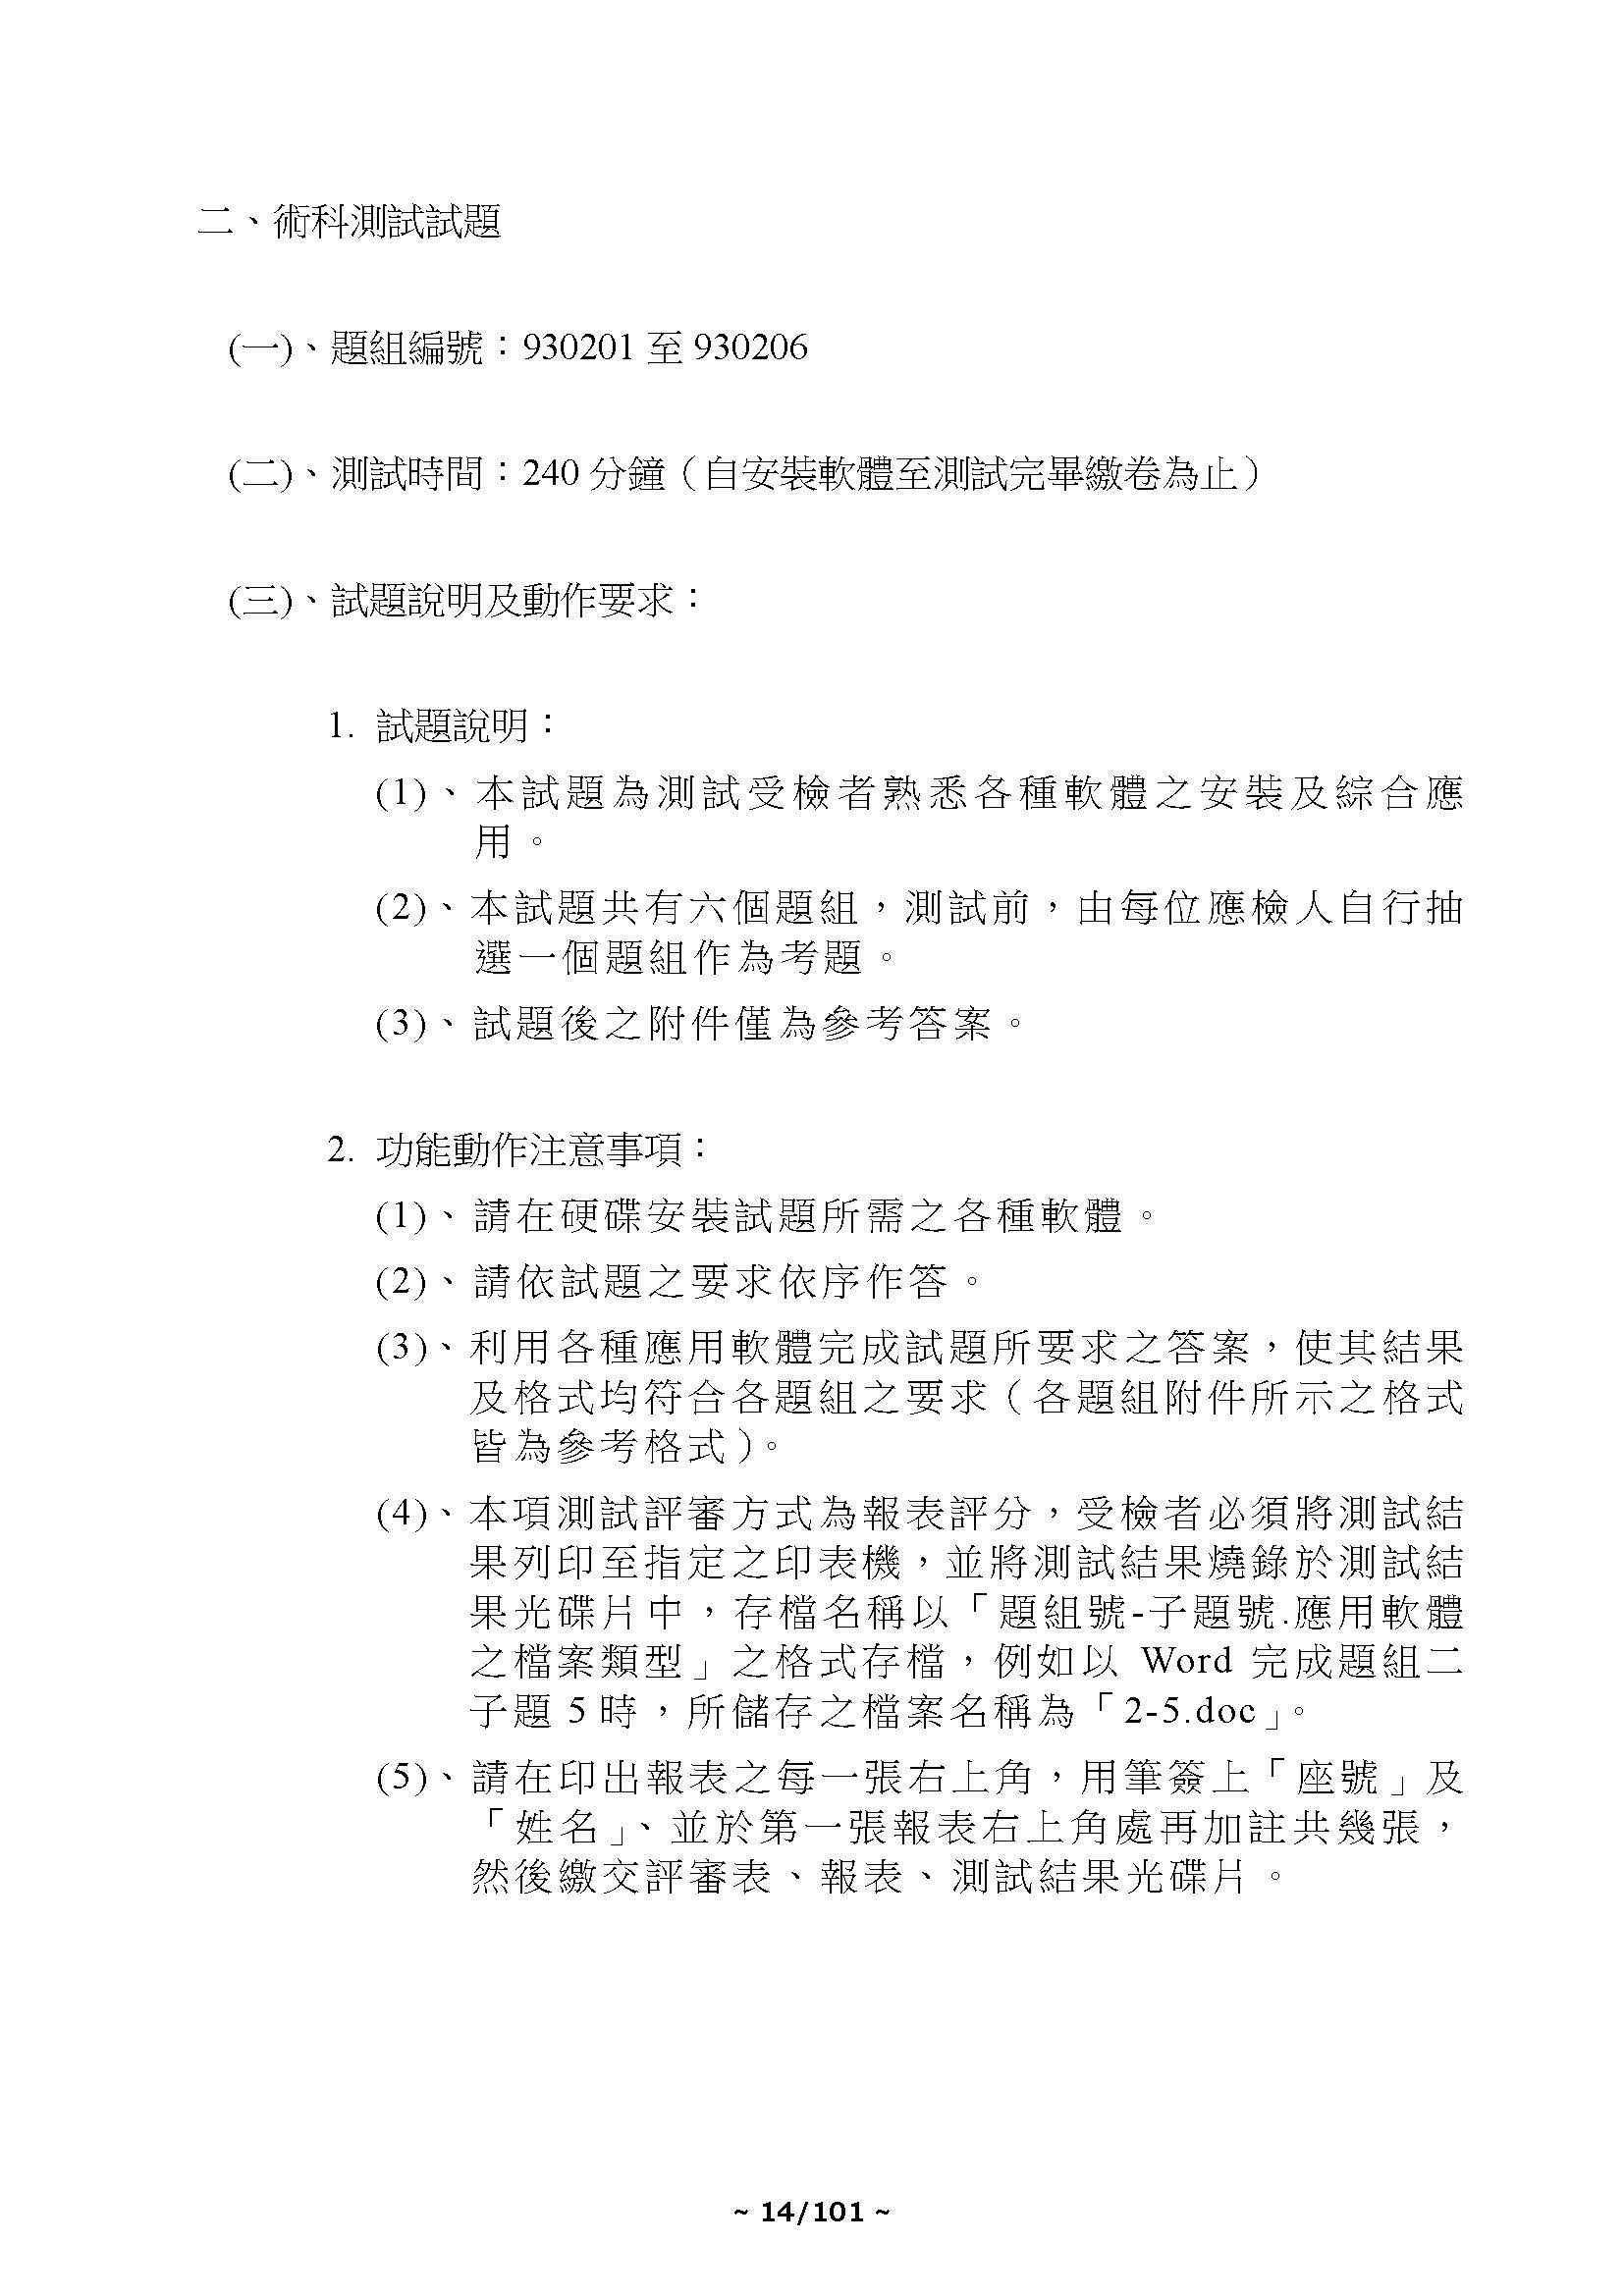 二、術科測試試題
(一)、題組編號：930201 至 930206
(二)、測試時間：240 分鐘（自安裝軟體至測試完畢繳卷為止）
(三)、試題說明及動作要求：
1. 試題說明：
(1)、本試題為測試受檢者熟悉各種軟體之安裝及綜合應
用。
(2)、本試題共有六個題組，測試前，由每位應檢人自行抽
選一個題組作為考題。
(3)、試題後之附件僅為參考答案。
2. 功能動作注意事項：
(1)、請在硬碟安裝試題所需之各種軟體。
(2)、請依試題之要求依序作答。
(3)、利用各種應用軟體完成試題所要求之答案，使其結果
及格式均符合各題組之要求（各題組附件所示之格式
皆為參考格式）。
(4)、本項測試評審方式為報表評分，受檢者必須將測試結
果列印至指定之印表機，並將測試結果燒錄於測試結
果光碟片中，存檔名稱以「題組號-子題號.應用軟體
之檔案類型」之格式存檔，例如以 Word 完成題組二
子題 5 時，所儲存之檔案名稱為「2-5.doc」。
(5)、請在印出報表之每一張右上角，用筆簽上「座號」及
「姓名」、並於第一張報表右上角處再加註共幾張，
然後繳交評審表、報表、測試結果光碟片。
~ 14/101 ~